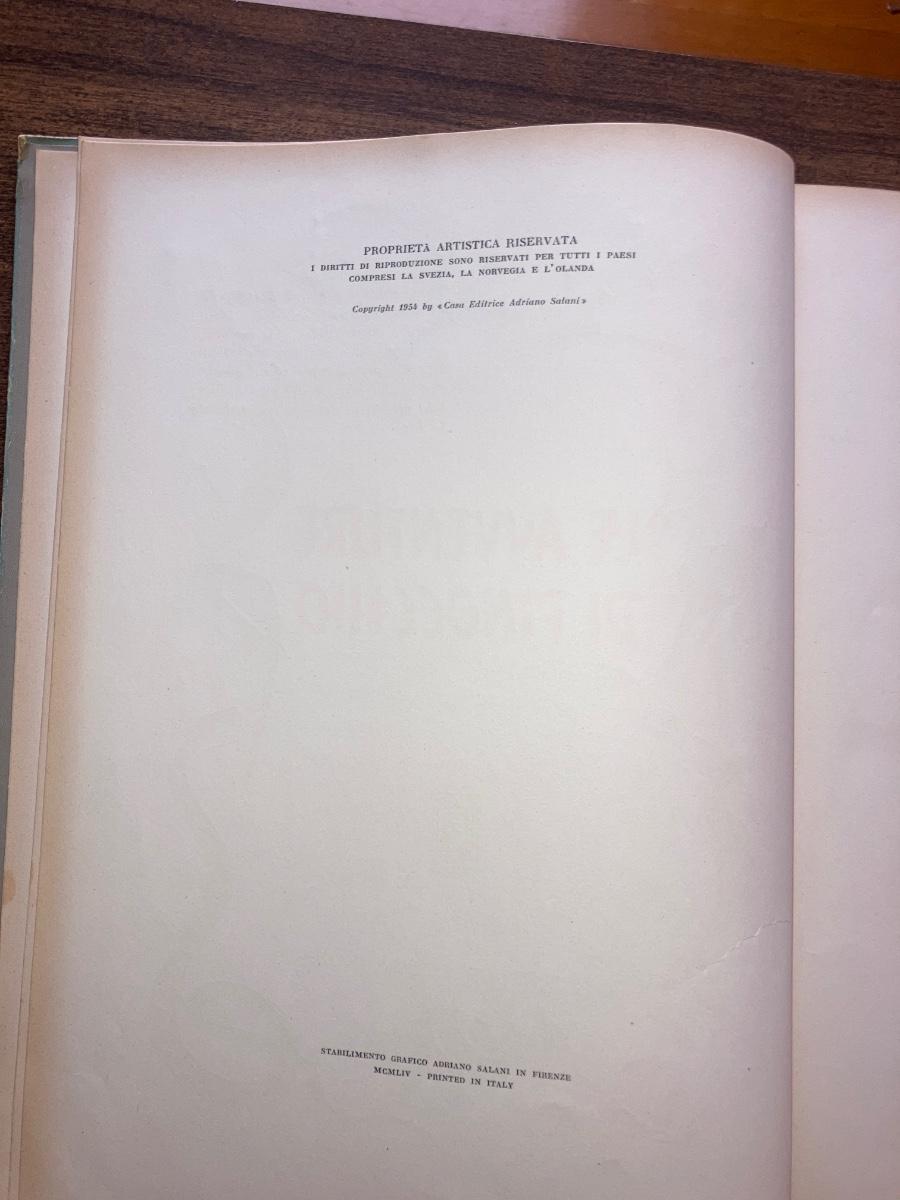 PROPRIETÀ ARTISTICA RISERVATA
I DIRITTI DI RIPRODUZIONE SONO RISERVATI PER TUTTI I PAESI
COMPRESI LA SVEZIA, LA NORVEGIA E L'OLANDA
Copyright 1954 by «Casa Editrice Adriano Salani»
STABILIMENTO GRAFICO ADRIANO SALANI IN FIRENZE
MCMLIV - PRINTED IN ITALY